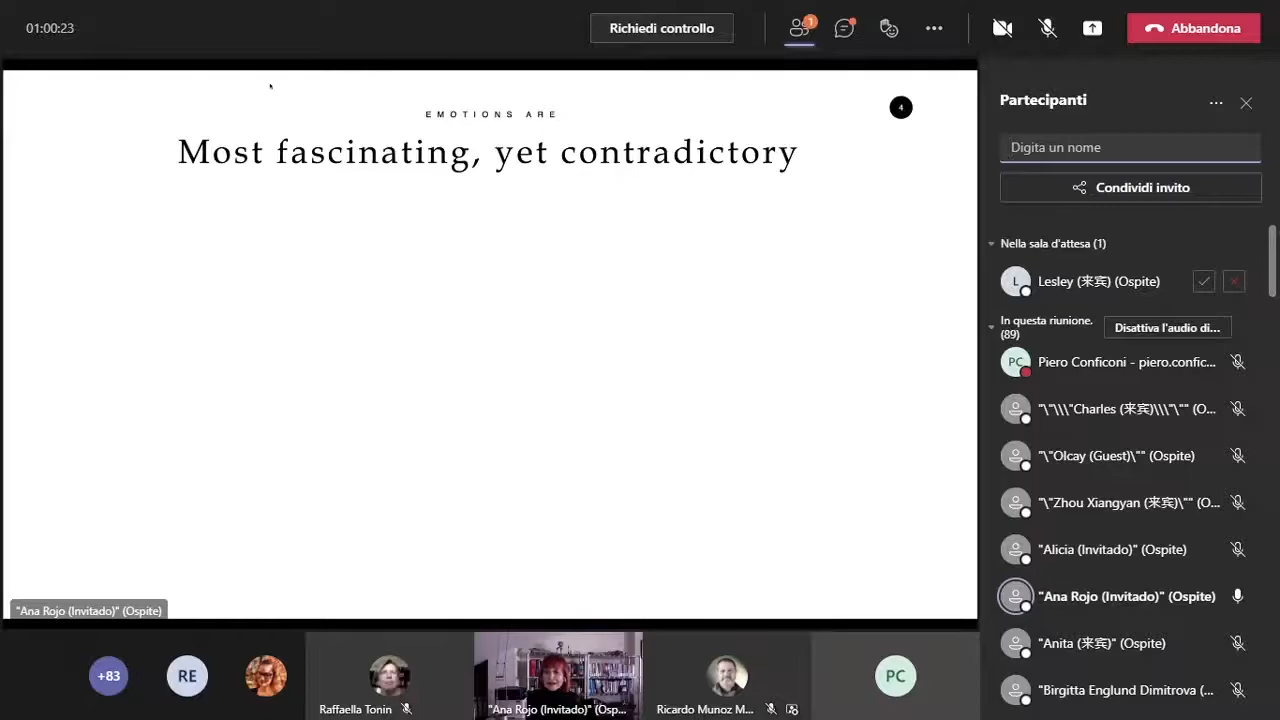 01:00:23
Richiedi controllo
1
Abbandona
EMOTIONS ARE
4
Most fascinating, yet contradictory
"Ana Rojo (Invitado)" (Ospite)
Partecipanti
Digita un nome
Condividi invito
Nella sala d'attesa (1)
L
Lesley (来宾) (Ospite)
In questa riunione.
(89)
Disattiva l'audio di...
PC
Piero Conficoni - piero.confic...
"\"\\\"Charles (来宾)\\\"\"" (O...
"\"Olcay (Guest)\"" (Ospite)
"\"Zhou Xiangyan (来宾)\"" (O...
"Alicia (Invitado)" (Ospite)
"Ana Rojo (Invitado)" (Ospite)
"Anita (来宾)" (Ospite)
"Birgitta Englund Dimitrova (...
+83
RE
Raffaella Tonin
"Ana Rojo (Invitado)" (Osp...
Ricardo Munoz M...
PC